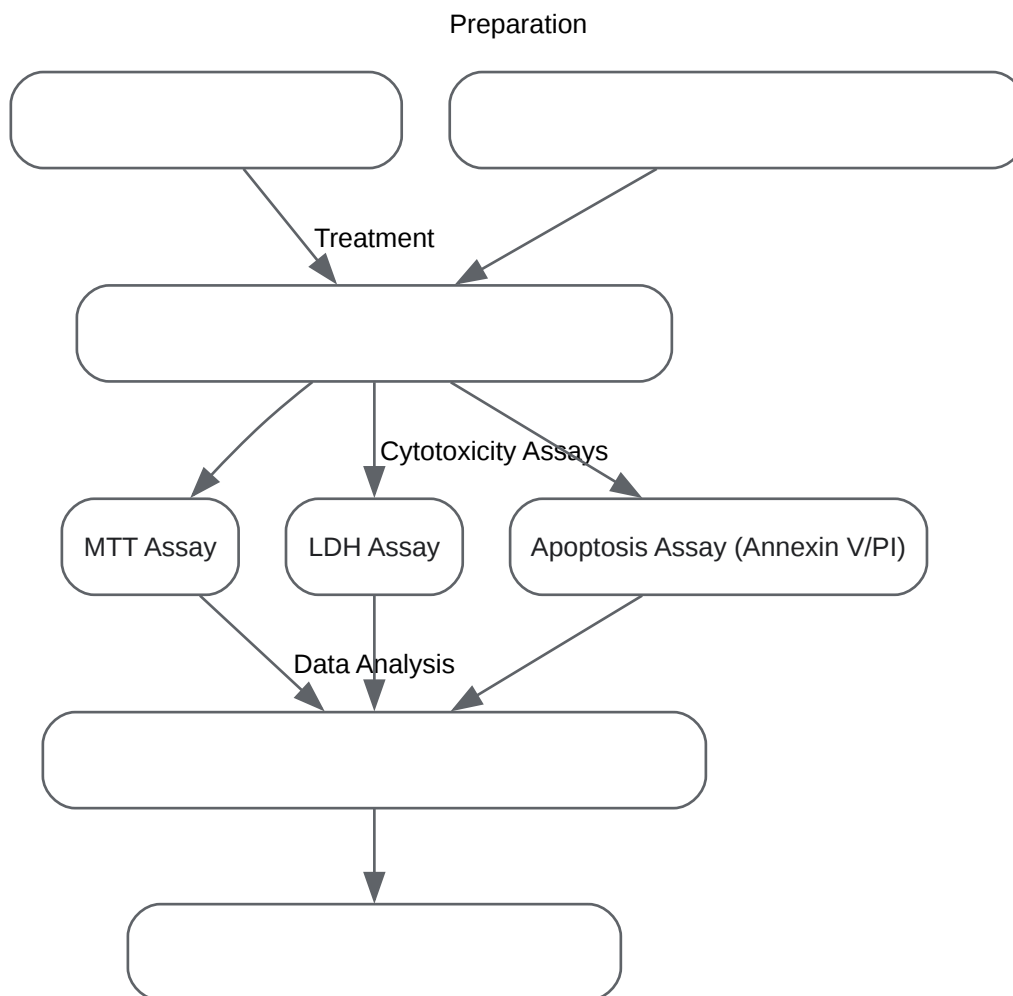 Preparation
Treatment
Cytotoxicity Assays
MTT Assay
LDH Assay
Apoptosis Assay (Annexin V/PI)
Data Analysis